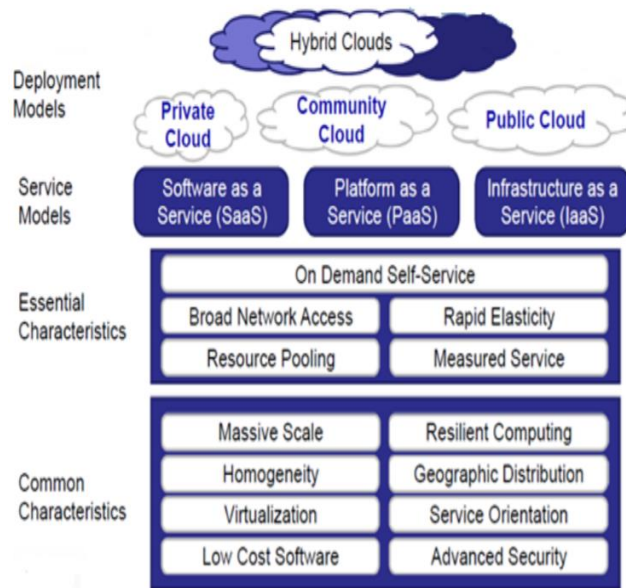 Hybrid Clouds
Deployment
Models
Private
Cloud
Community
Cloud
Public Cloud
Service
Models
Software as a
Service (SaaS)
Platform as a
Service (PaaS)
Infrastructure as a
Service (IaaS)
Essential
Characteristics
On Demand Self-Service
Broad Network Access
Rapid Elasticity
Resource Pooling
Measured Service
Common
Characteristics
Massive Scale
Resilient Computing
Homogeneity
Geographic Distribution
Virtualization
Service Orientation
Low Cost Software
Advanced Security